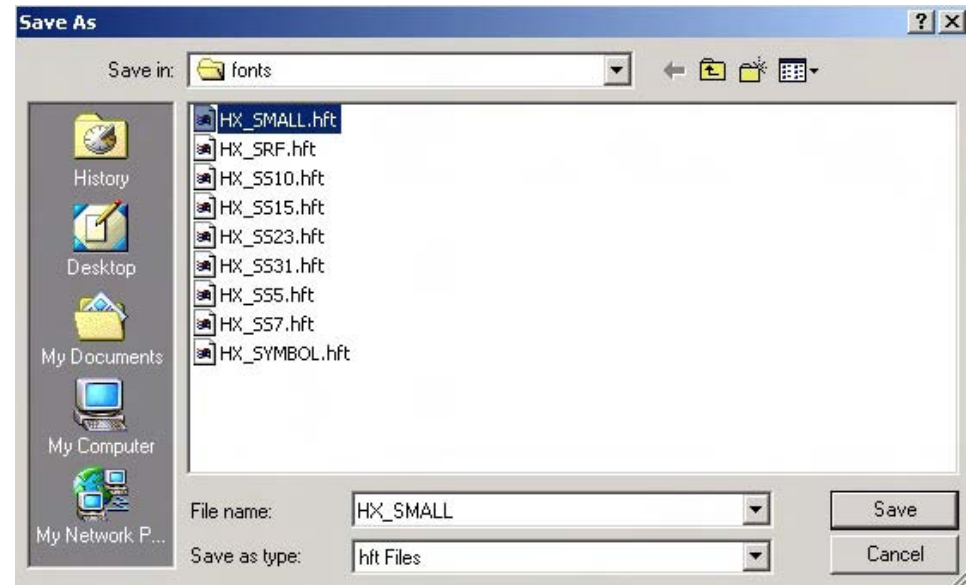 Save As
Save in: fonts
HX_SMALL.hft
HX_SRF.hft
HX_SS10.hft
HX_SS15.hft
HX_SS23.hft
HX_SS31.hft
HX_SS5.hft
HX_SS7.hft
HX_SYMBOL.hft
History
Desktop
My Documents
My Computer
My Network P...
File name: HX_SMALL Save
Save as type: hft Files Cancel